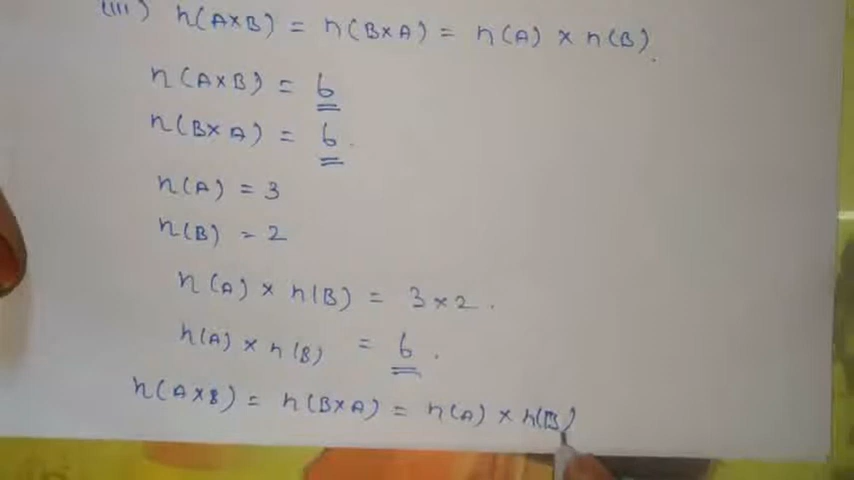 (iii) n(A×B) = n(B×A) = n(A) × n(B).
n(A×B) = 6
n(B×A) = 6.
n(A) = 3
n(B) = 2
n(A) × n(B) = 3×2.
n(A) × n(B) = 6.
n(A×B) = n(B×A) = n(A) × n(B)